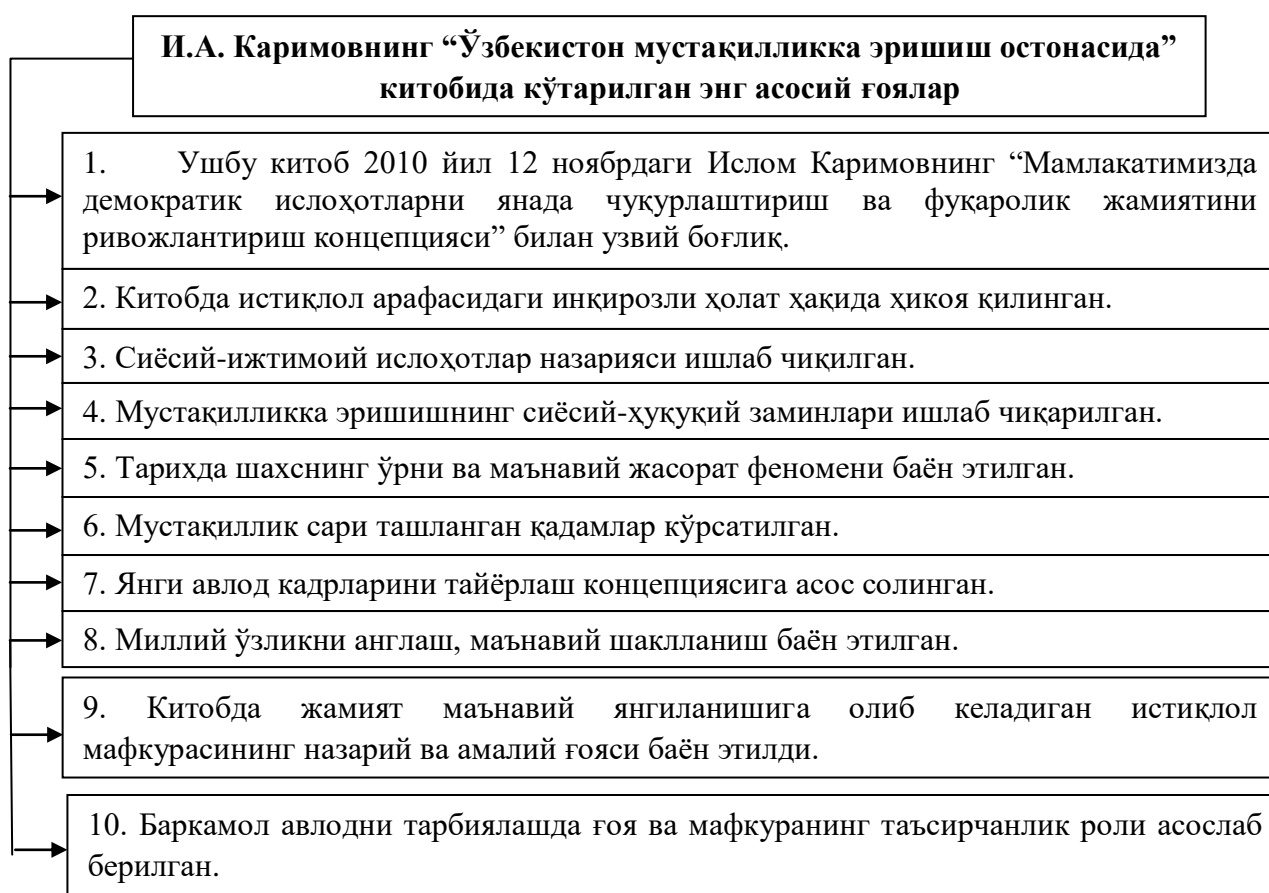 И.А. Каримовнинг “Ўзбекистон мустақилликка эришиш остонасида”
китобида кўтарилган энг асосий ғоялар
1. Ушбу китоб 2010 йил 12 ноябрдаги Ислом Каримовнинг “Мамлакатимизда
демократик ислоҳотларни янада чуқурлаштириш ва фуқаролик жамиятини
ривожлантириш концепцияси” билан узвий боғлиқ.
2. Китобда истиқлол арафасидаги инқирозли ҳолат ҳақида ҳикоя қилинган.
3. Сиёсий-ижтимоий ислоҳотлар назарияси ишлаб чиқилган.
4. Мустақилликка эришишнинг сиёсий-ҳуқуқий заминлари ишлаб чиқарилган.
5. Тарихда шахснинг ўрни ва маънавий жасорат феномени баён этилган.
6. Мустақиллик сари ташланган қадамлар кўрсатилган.
7. Янги авлод кадрларини тайёрлаш концепциясига асос солинган.
8. Миллий ўзликни англаш, маънавий шаклланиш баён этилган.
9. Китобда жамият маънавий янгиланишига олиб келадиган истиқлол
мафкурасининг назарий ва амалий ғояси баён этилди.
10. Баркамол авлодни тарбиялашда ғоя ва мафкуранинг таъсирчанлик роли асослаб
берилган.